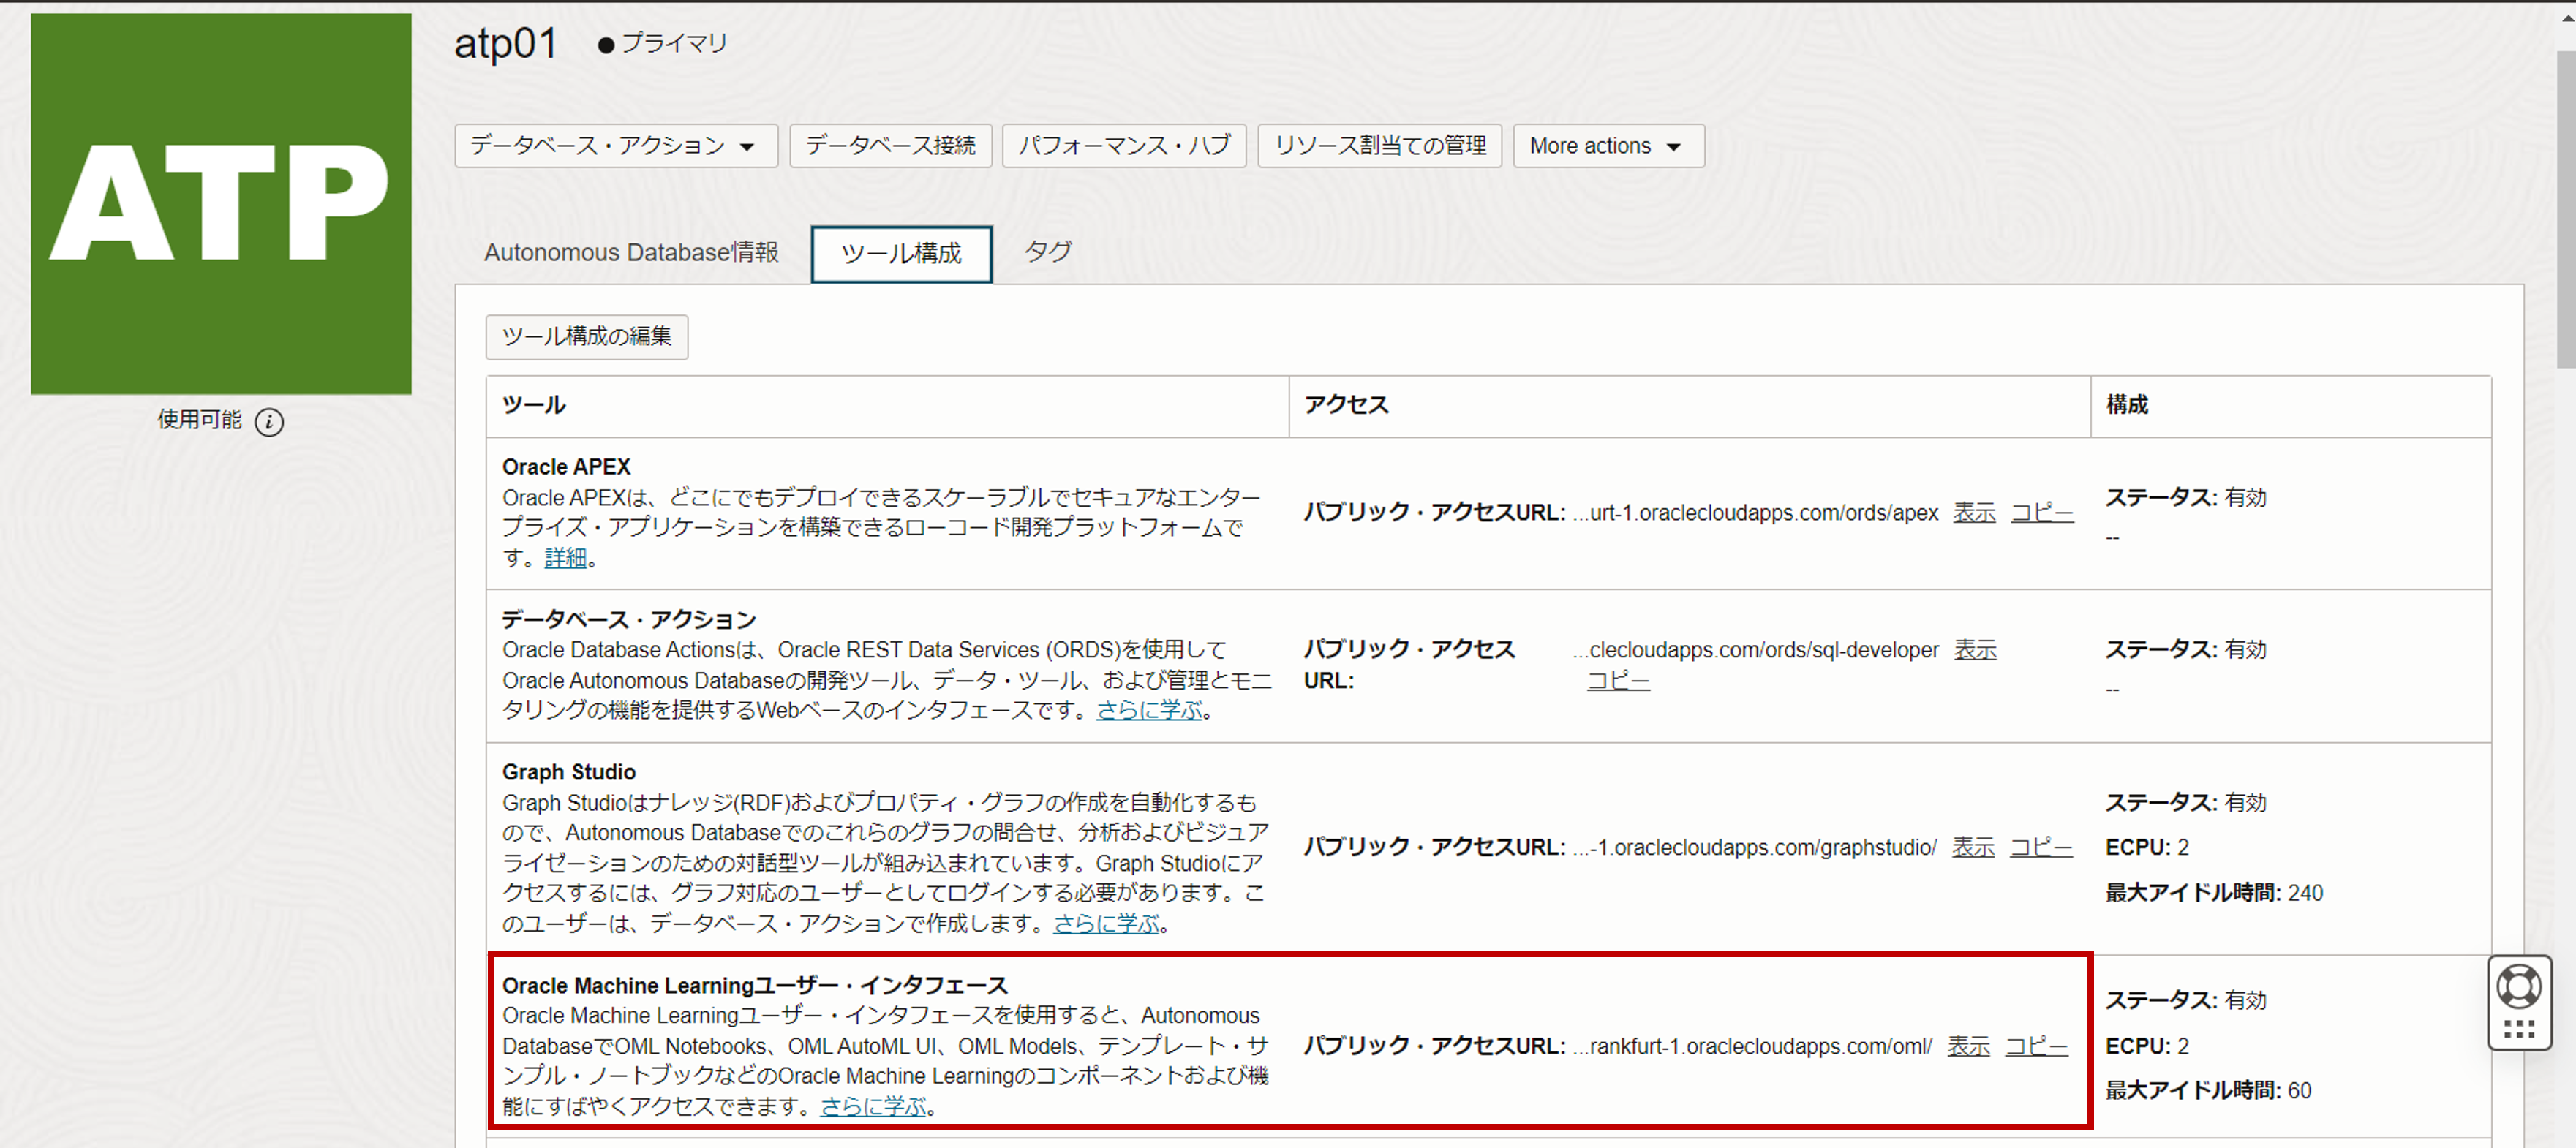 ATP
使用可能
atp01 ● プライマリ
データベース・アクション
データベース接続
パフォーマンス・ハブ
リソース割当ての管理
More actions
Autonomous Database情報
ツール構成
タグ
ツール構成の編集
ツール
アクセス
構成
Oracle APEX
Oracle APEXは、どこにでもデプロイできるスケーラブルでセキュアなエンター
プライズ・アプリケーションを構築できるローコード開発プラットフォームで
す。詳細。
パブリック・アクセスURL: ...urt-1.oraclecloudapps.com/ords/apex 表示 コピー
ステータス: 有効
--
データベース・アクション
Oracle Database Actionsは、Oracle REST Data Services (ORDS)を使用して
Oracle Autonomous Databaseの開発ツール、データ・ツール、および管理とモニ
タリングの機能を提供するWebベースのインタフェースです。さらに学ぶ。
パブリック・アクセス ...clecloudapps.com/ords/sql-developer 表示
URL: コピー
ステータス: 有効
--
Graph Studio
Graph Studioはナレッジ(RDF)およびプロパティ・グラフの作成を自動化するも
ので、Autonomous Databaseでのこれらのグラフの問合せ、分析およびビジュア
ライゼーションのための対話型ツールが組み込まれています。Graph Studioにア
クセスするには、グラフ対応のユーザーとしてログインする必要があります。こ
のユーザーは、データベース・アクションで作成します。さらに学ぶ。
パブリック・アクセスURL: ...-1.oraclecloudapps.com/graphstudio/ 表示 コピー
ステータス: 有効
ECPU: 2
最大アイドル時間: 240
Oracle Machine Learningユーザー・インタフェース
Oracle Machine Learningユーザー・インタフェースを使用すると、Autonomous
DatabaseでOML Notebooks、OML AutoML UI、OML Models、テンプレート・サ
ンプル・ノートブックなどのOracle Machine Learningのコンポーネントおよび機
能にすばやくアクセスできます。さらに学ぶ。
パブリック・アクセスURL: ...rankfurt-1.oraclecloudapps.com/oml/ 表示 コピー
ステータス: 有効
ECPU: 2
最大アイドル時間: 60